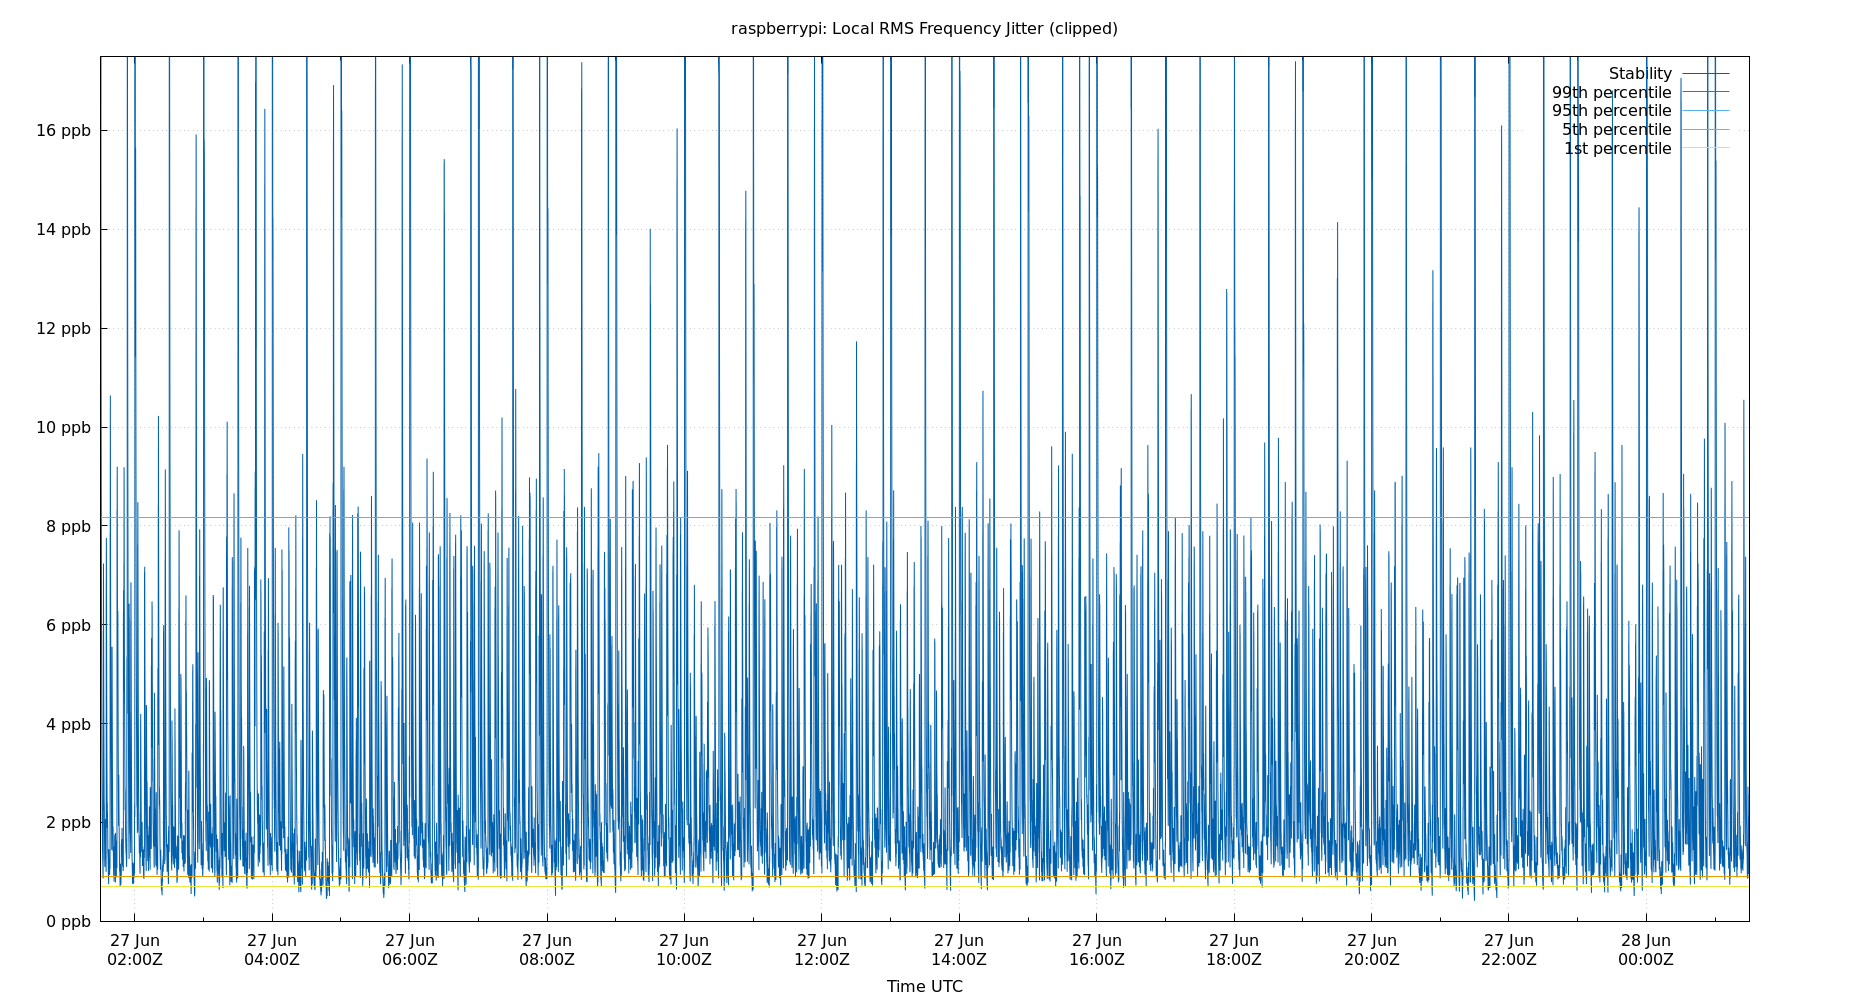 raspberrypi: Local RMS Frequency Jitter (clipped)
Stability
99th percentile
95th percentile
5th percentile
1st percentile
16 ppb
14 ppb
12 ppb
10 ppb
8 ppb
6 ppb
4 ppb
2 ppb
0 ppb
27 Jun 27 Jun 27 Jun 27 Jun 27 Jun 27 Jun 27 Jun 27 Jun 27 Jun 27 Jun 27 Jun 28 Jun
02:00Z 04:00Z 06:00Z 08:00Z 10:00Z 12:00Z 14:00Z 16:00Z 18:00Z 20:00Z 22:00Z 00:00Z
Time UTC